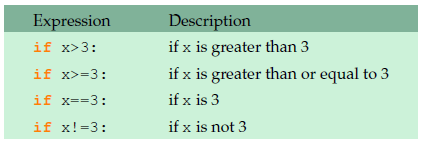 Expression Description
if x>3: if x is greater than 3
if x>=3: if x is greater than or equal to 3
if x==3: if x is 3
if x!=3: if x is not 3